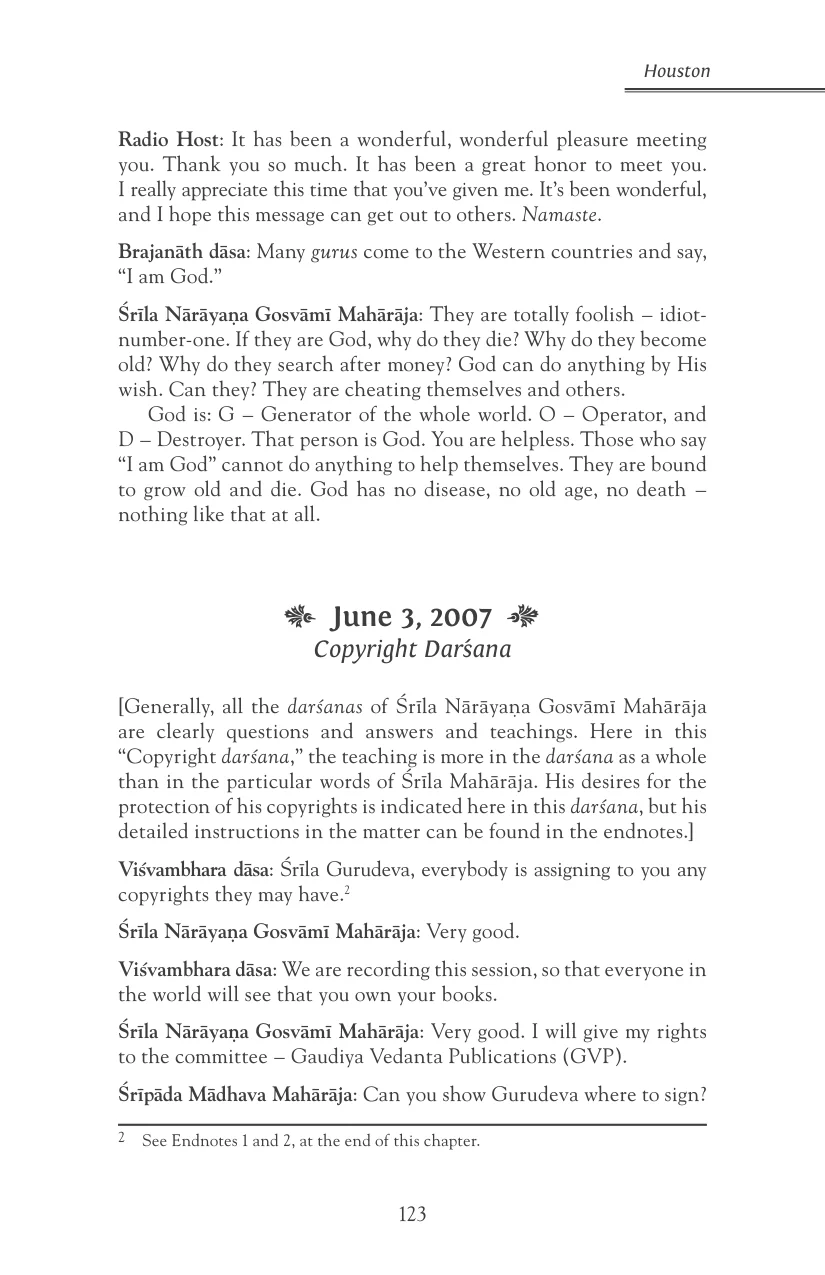 Houston
Radio Host: It has been a wonderful, wonderful pleasure meeting
you. Thank you so much. It has been a great honor to meet you.
I really appreciate this time that you’ve given me. It’s been wonderful,
and I hope this message can get out to others. Namaste.
Brajanāth dāsa: Many gurus come to the Western countries and say,
“I am God.”
Śrīla Nārāyaṇa Gosvāmī Mahārāja: They are totally foolish – idiot-
number-one. If they are God, why do they die? Why do they become
old? Why do they search after money? God can do anything by His
wish. Can they? They are cheating themselves and others.
God is: G – Generator of the whole world. O – Operator, and
D – Destroyer. That person is God. You are helpless. Those who say
“I am God” cannot do anything to help themselves. They are bound
to grow old and die. God has no disease, no old age, no death –
nothing like that at all.
June 3, 2007
Copyright Darśana
[Generally, all the darśanas of Śrīla Nārāyaṇa Gosvāmī Mahārāja
are clearly questions and answers and teachings. Here in this
“Copyright darśana,” the teaching is more in the darśana as a whole
than in the particular words of Śrīla Mahārāja. His desires for the
protection of his copyrights is indicated here in this darśana, but his
detailed instructions in the matter can be found in the endnotes.]
Viśvambhara dāsa: Śrīla Gurudeva, everybody is assigning to you any
copyrights they may have.2
Śrīla Nārāyaṇa Gosvāmī Mahārāja: Very good.
Viśvambhara dāsa: We are recording this session, so that everyone in
the world will see that you own your books.
Śrīla Nārāyaṇa Gosvāmī Mahārāja: Very good. I will give my rights
to the committee – Gaudiya Vedanta Publications (GVP).
Śrīpāda Mādhava Mahārāja: Can you show Gurudeva where to sign?
2 See Endnotes 1 and 2, at the end of this chapter.
123